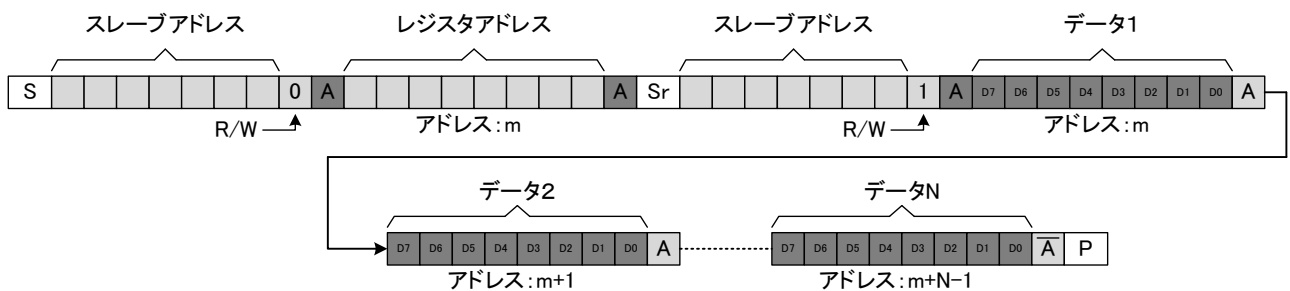 スレーブアドレス レジスタアドレス スレーブアドレス データ1
S 0 A A Sr 1 A D7 D6 D5 D4 D3 D2 D1 D0 A
R/W アドレス:m R/W アドレス:m
データ2 データN
D7 D6 D5 D4 D3 D2 D1 D0 A D7 D6 D5 D4 D3 D2 D1 D0 A̅ P
アドレス:m+1 アドレス:m+N-1